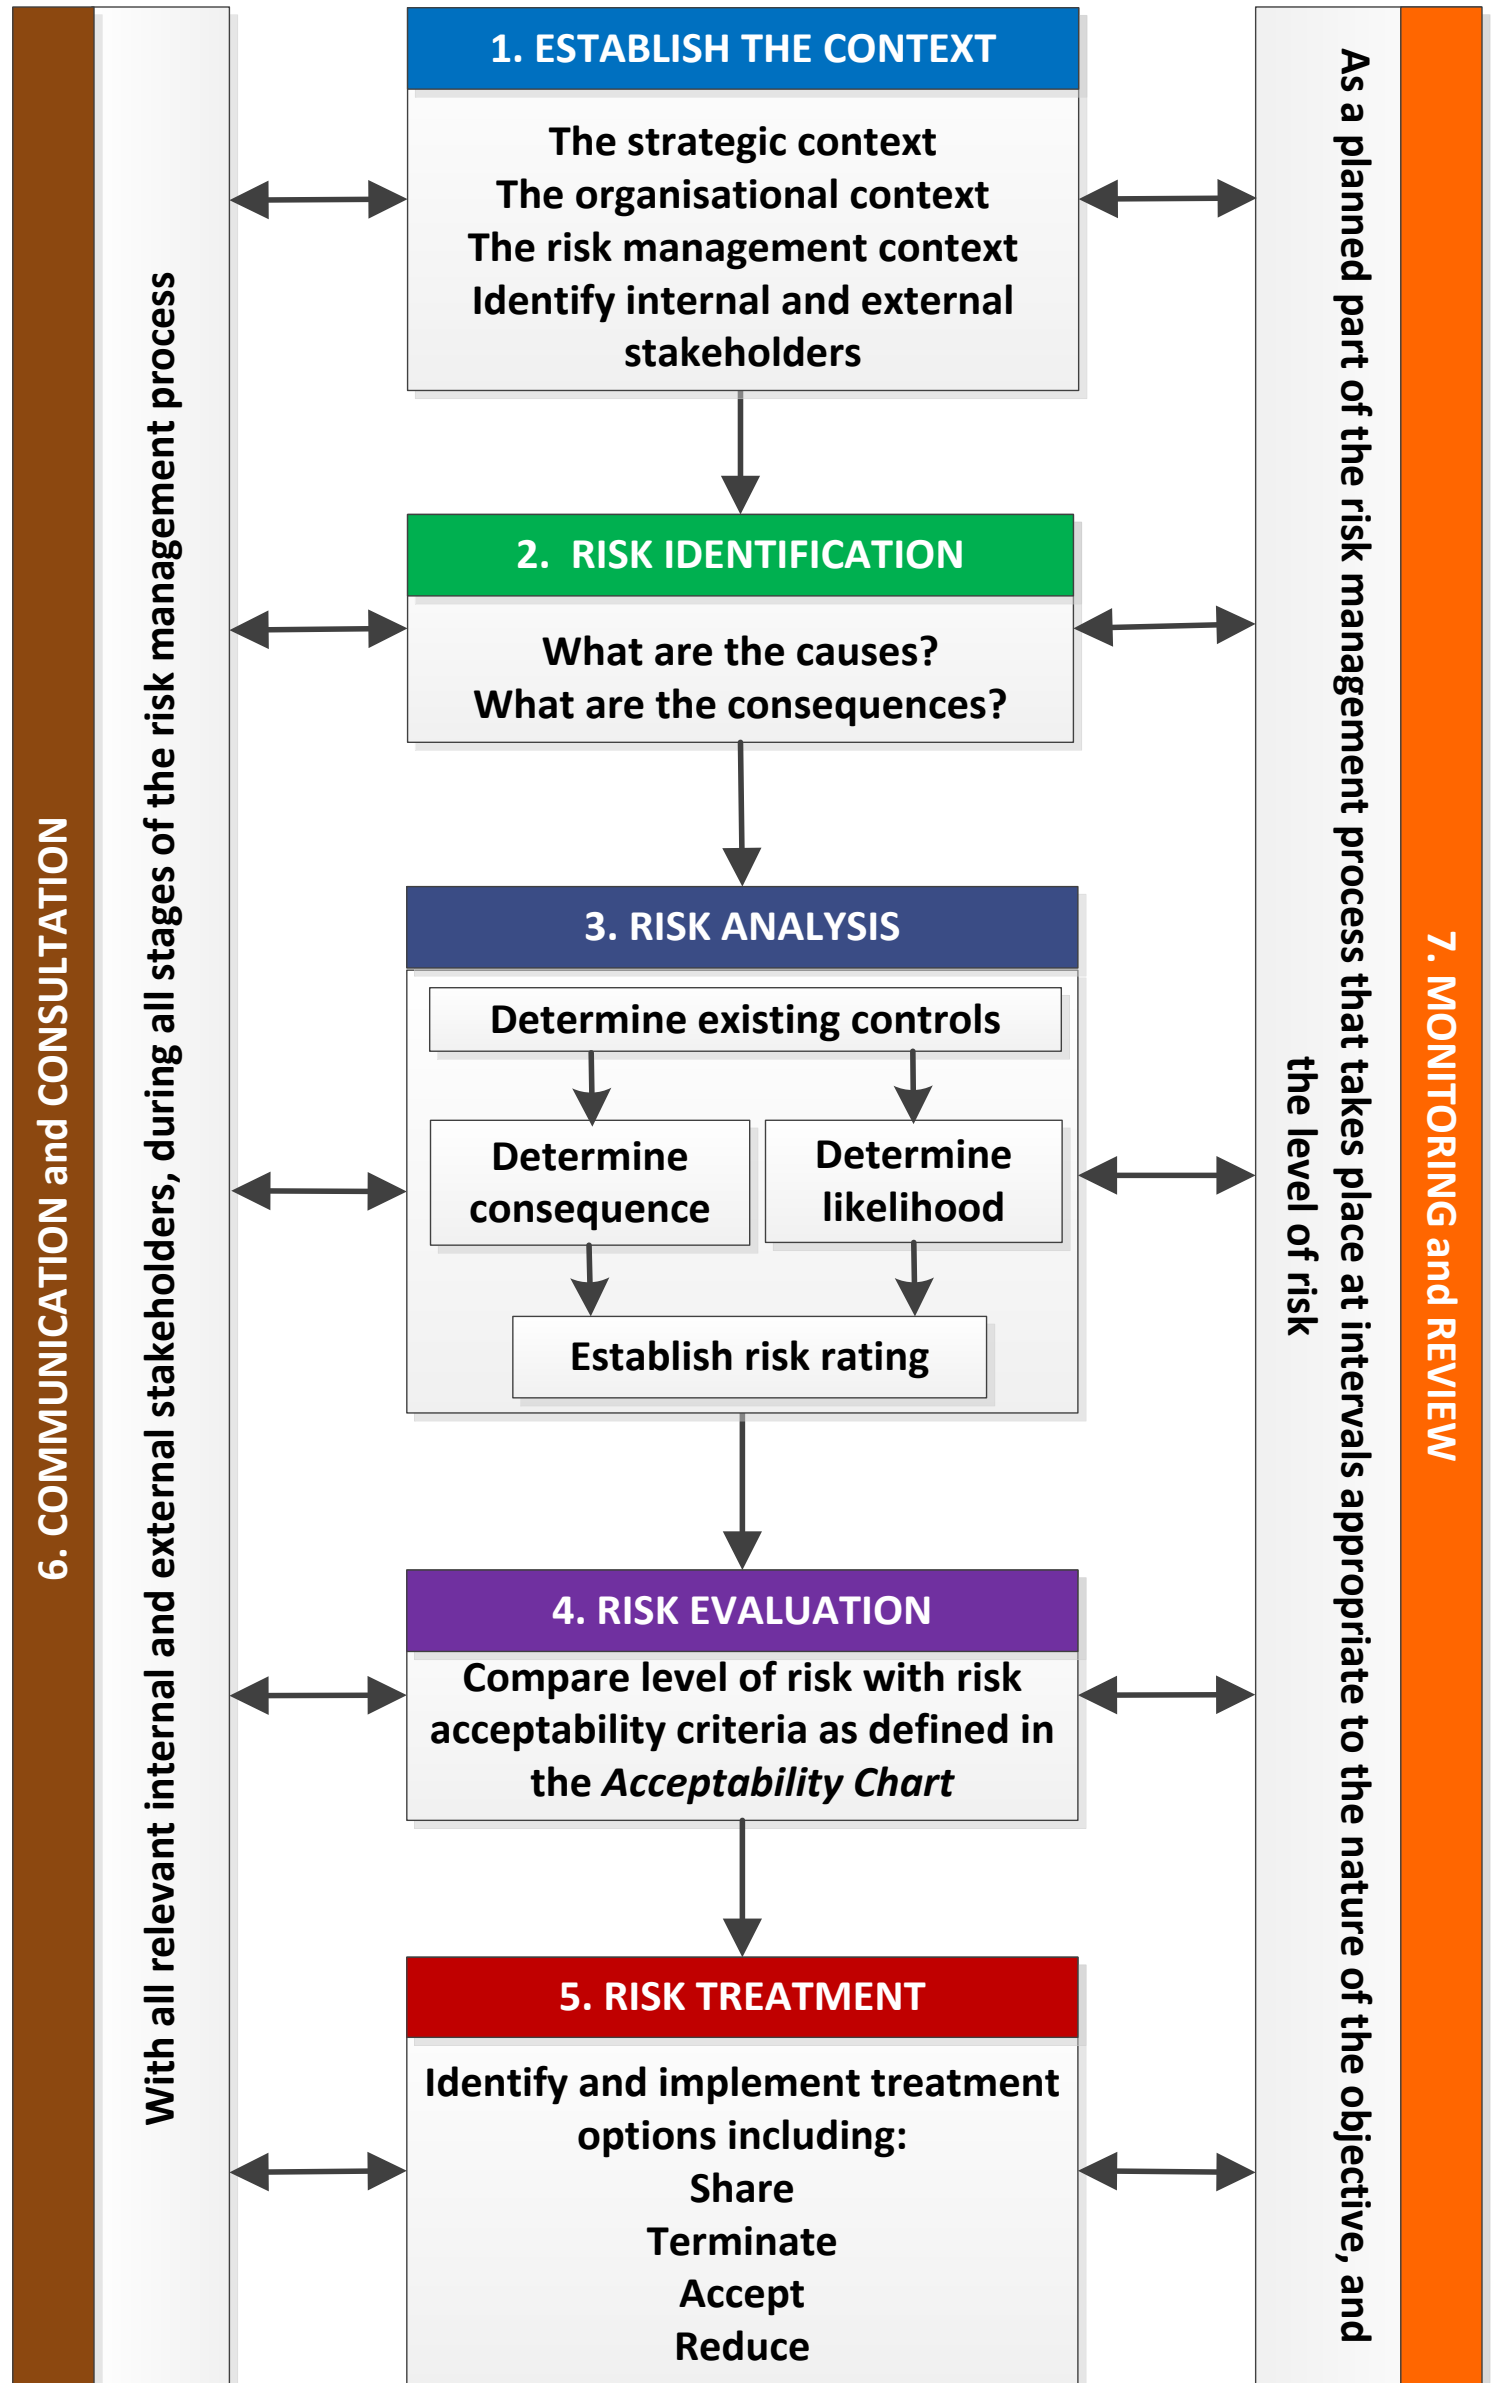 1. ESTABLISH THE CONTEXT
The strategic context
The organisational context
The risk management context
Identify internal and external
stakeholders
2. RISK IDENTIFICATION
What are the causes?
What are the consequences?
3. RISK ANALYSIS
Determine existing controls
Determine
consequence
Determine
likelihood
Establish risk rating
4. RISK EVALUATION
Compare level of risk with risk
acceptability criteria as defined in
the Acceptability Chart
5. RISK TREATMENT
Identify and implement treatment
options including:
Share
Terminate
Accept
Reduce
6. COMMUNICATION and CONSULTATION
With all relevant internal and external stakeholders, during all stages of the risk management process
7. MONITORING and REVIEW
As a planned part of the risk management process that takes place at intervals appropriate to the nature of the objective, and
the level of risk